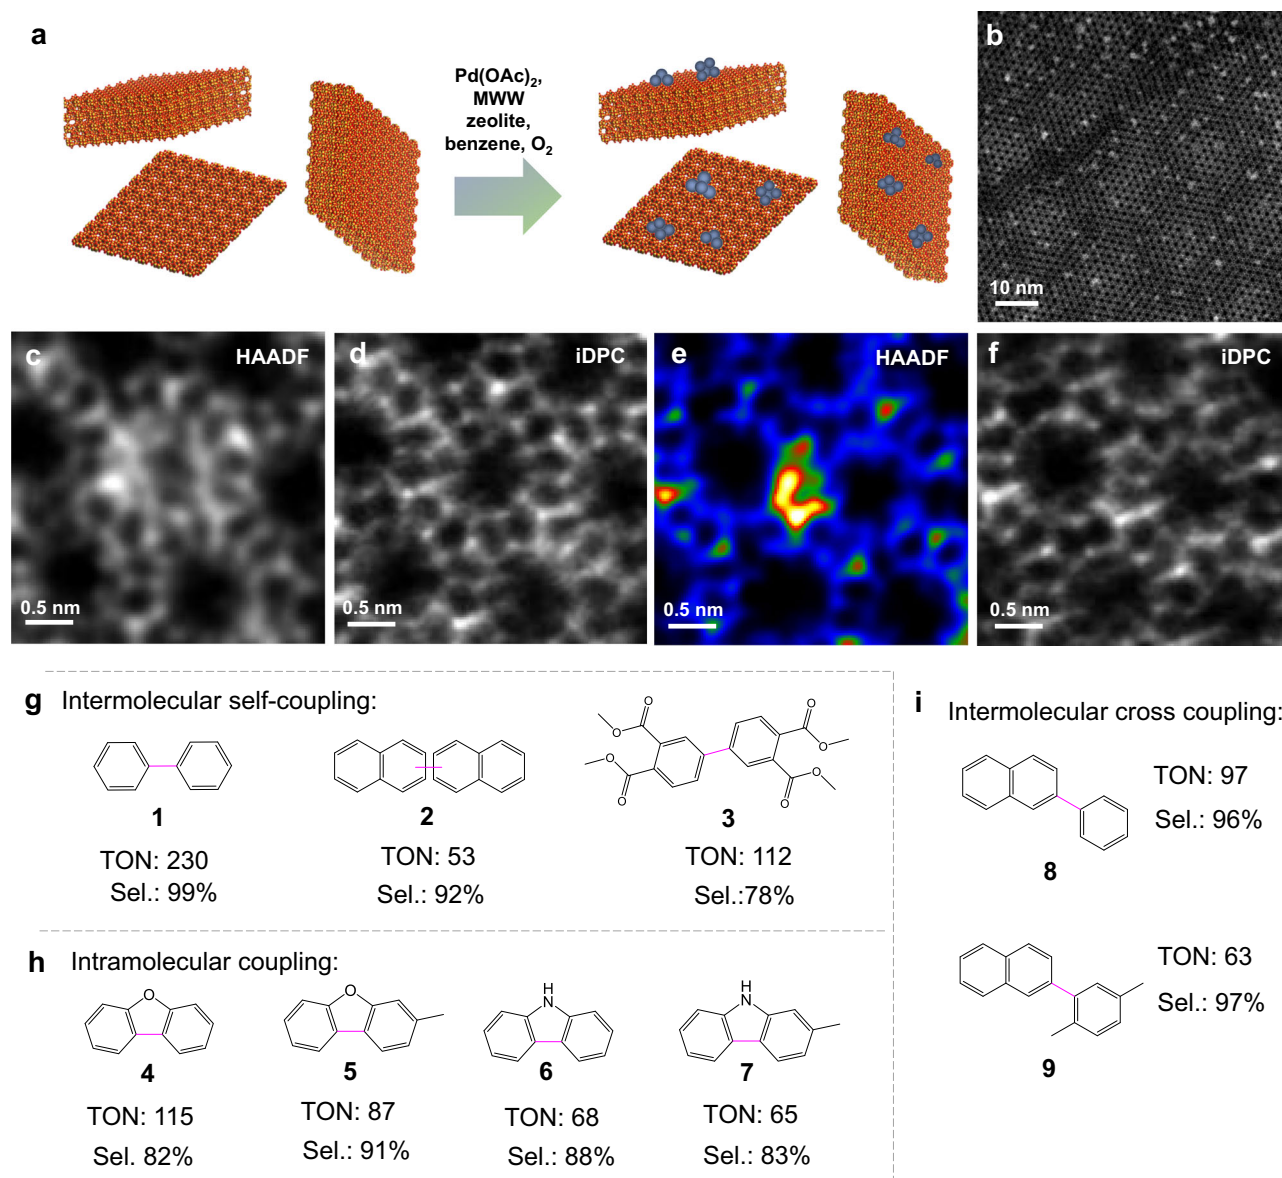 a
Pd(OAc)2,
MWW
zeolite,
benzene, O2
b
10 nm
c
HAADF
0.5 nm
d
iDPC
0.5 nm
e
HAADF
0.5 nm
f
iDPC
0.5 nm
g Intermolecular self-coupling:
1
TON: 230
Sel.: 99%
2
TON: 53
Sel.: 92%
O
O
O
O
O
O
O
O
3
TON: 112
Sel.:78%
h Intramolecular coupling:
O
4
TON: 115
Sel. 82%
O
5
TON: 87
Sel.: 91%
H
N
6
TON: 68
Sel.: 88%
H
N
7
TON: 65
Sel.: 83%
i Intermolecular cross coupling:
8
TON: 97
Sel.: 96%
9
TON: 63
Sel.: 97%